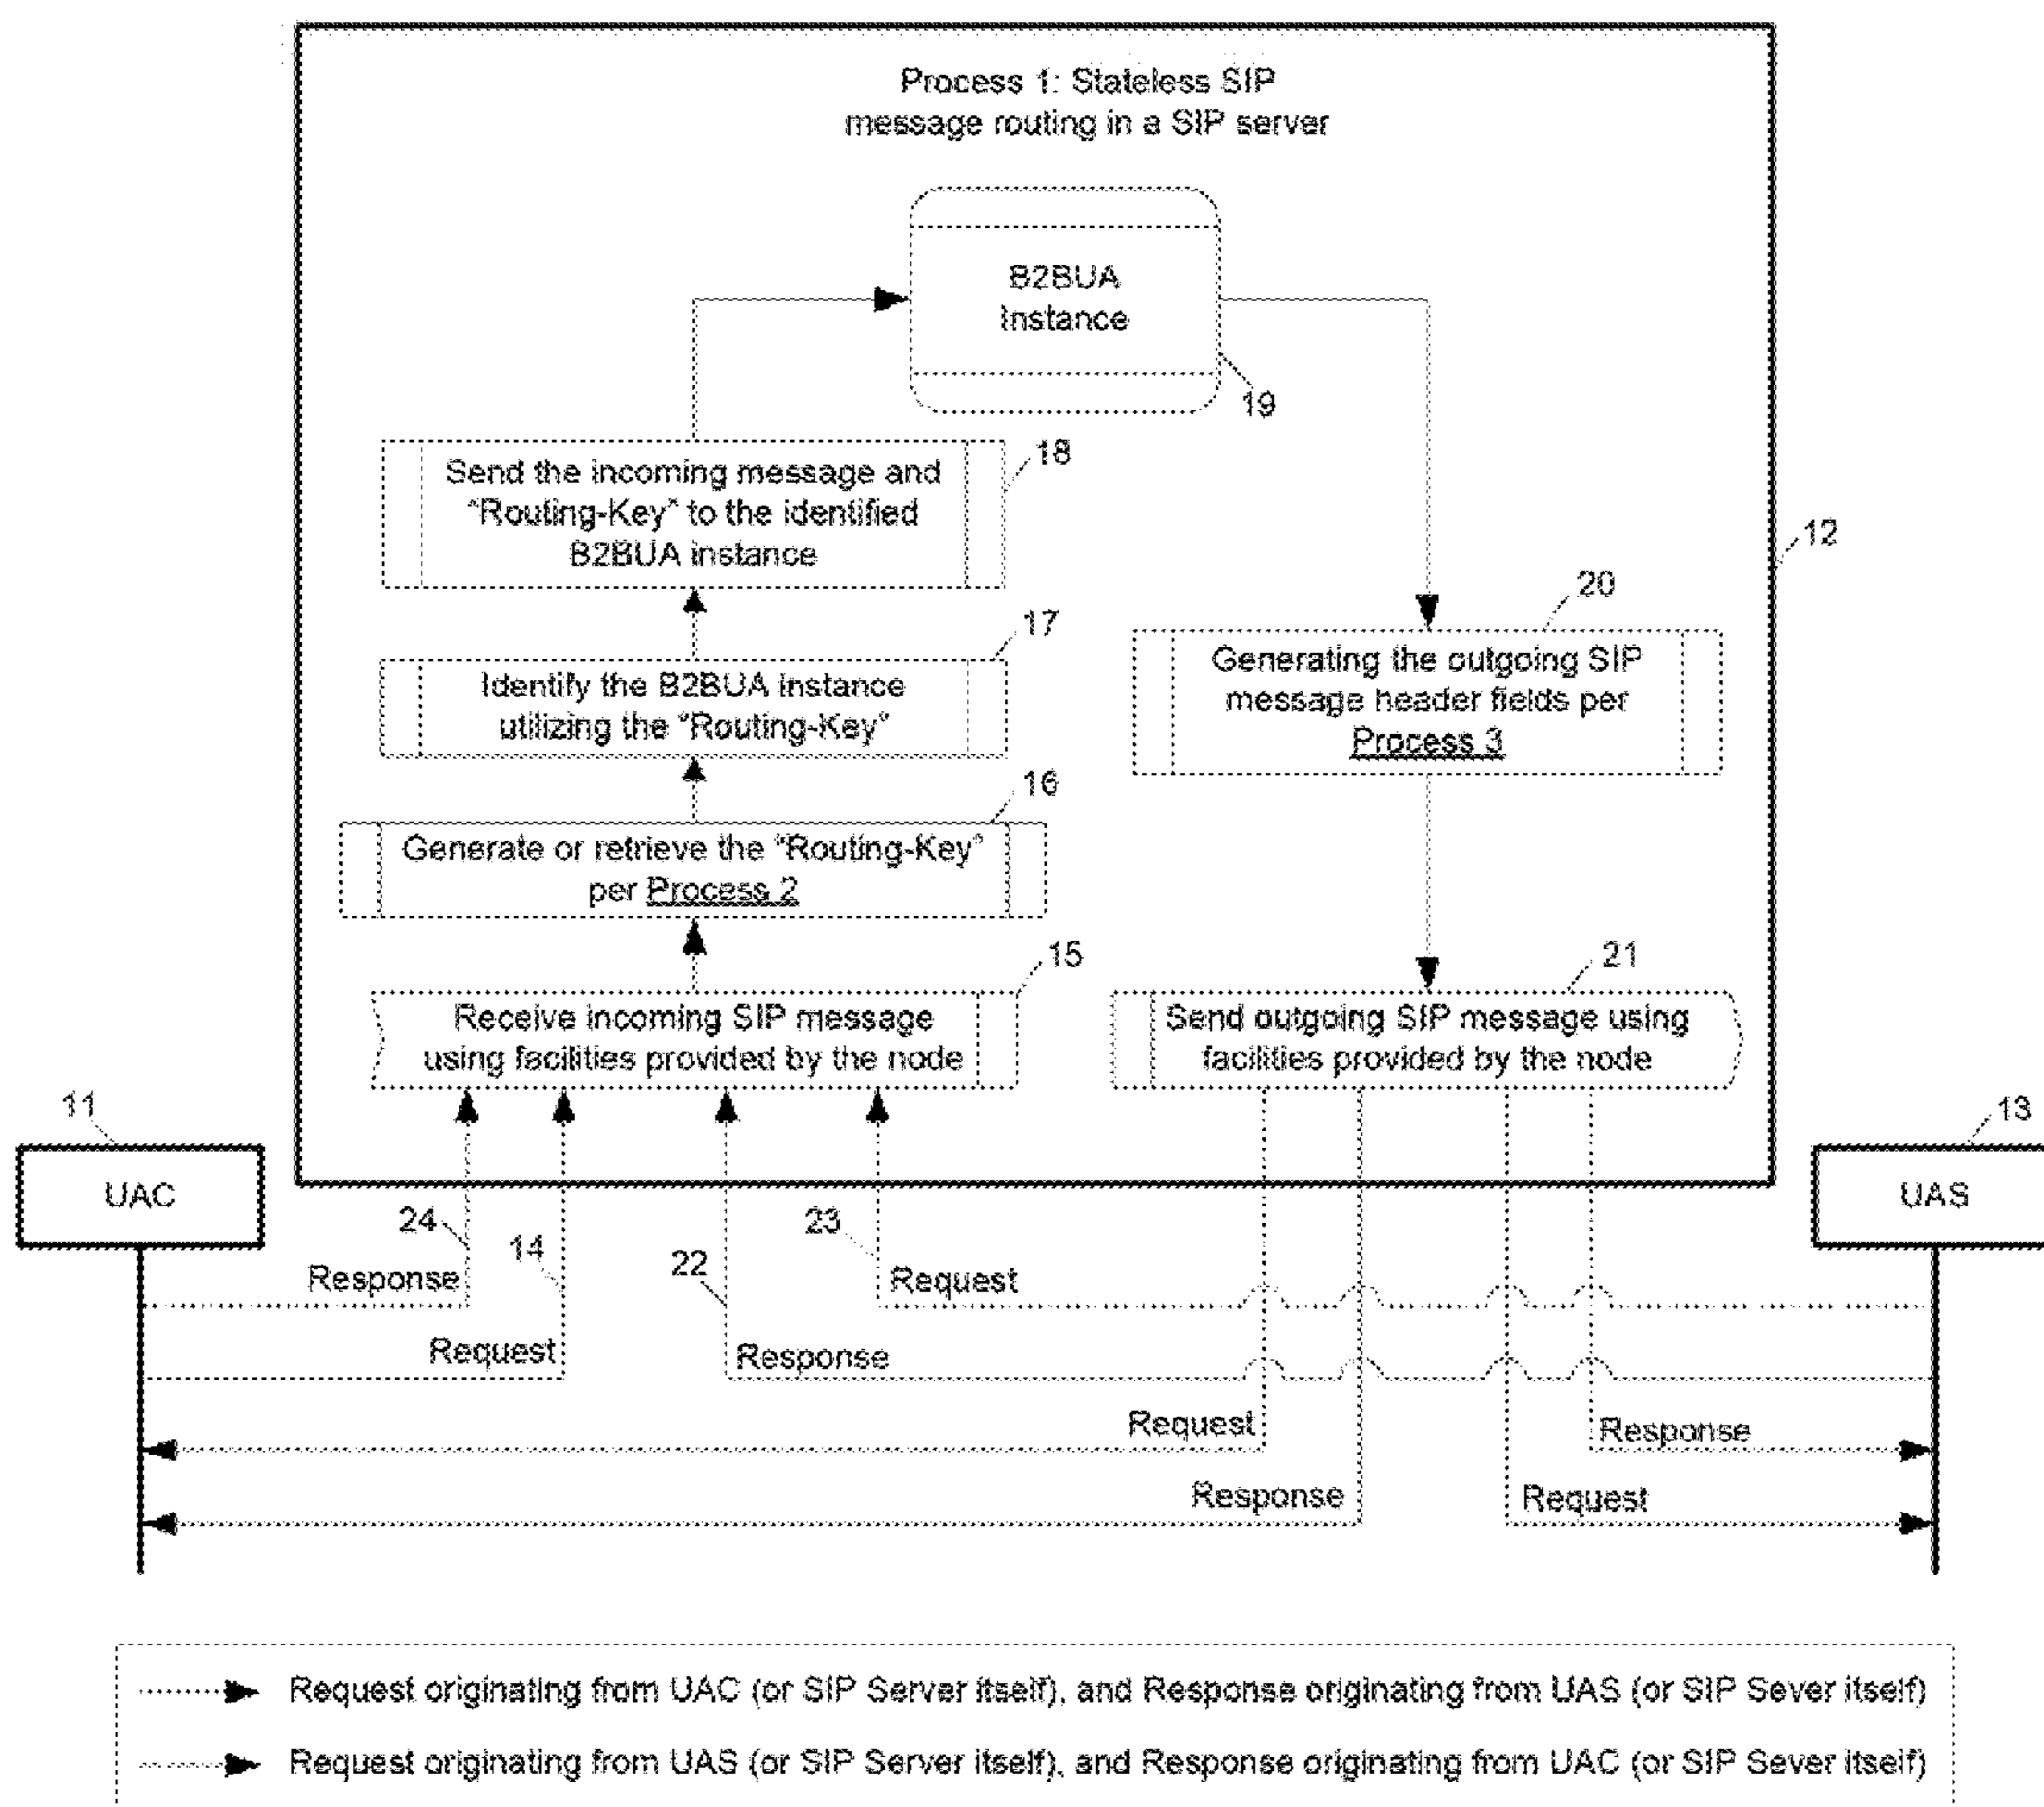 Process 1: Stateless SIP
message routing in a SIP server
B2BUA
Instance
19
Send the incoming message and
"Routing-Key" to the identified
B2BUA instance
18
12
Identify the B2BUA instance
utilizing the "Routing-Key"
17
20
Generating the outgoing SIP
message header fields per
Process 3
16
Generate or retrieve the "Routing-Key"
per Process 2
15
Receive incoming SIP message
using facilities provided by the node
21
Send outgoing SIP message using
facilities provided by the node
11
UAC
13
UAS
24
Response
14
Request
22
Response
23
Request
Request
Response
Response
Request
Request originating from UAC (or SIP Server itself), and Response originating from UAS (or SIP Sever itself)
Request originating from UAS (or SIP Server itself), and Response originating from UAC (or SIP Sever itself)